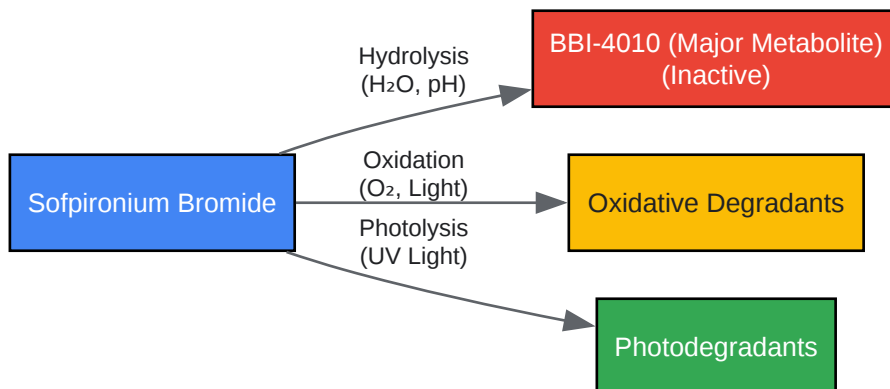 BBI-4010 (Major Metabolite)
(Inactive)
Hydrolysis
(H₂O, pH)
Sofpironium Bromide
Oxidation
(O₂, Light)
Oxidative Degradants
Photolysis
(UV Light)
Photodegradants